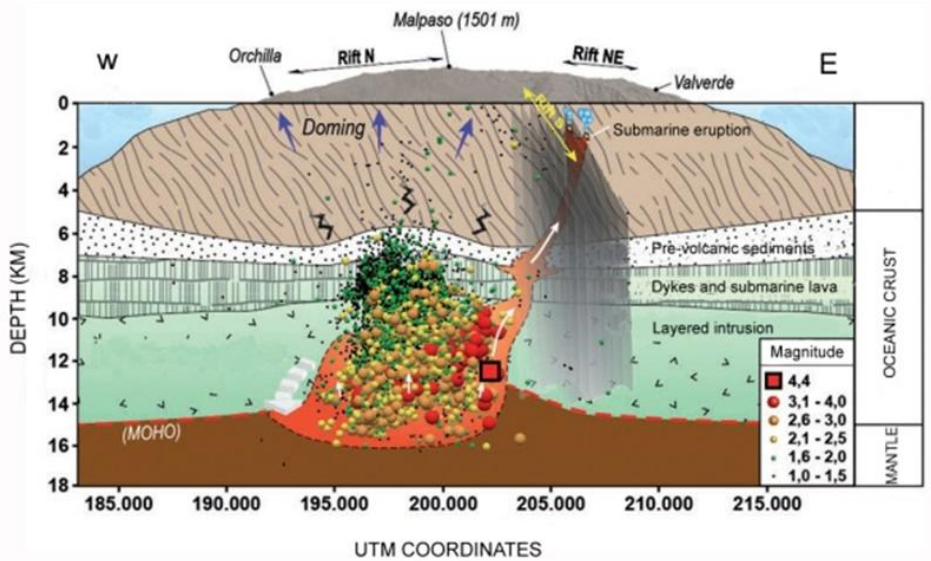 Malpaso (1501 m)
W
Orchilla
Rift N
Rift NE
E
Valverde
0
Doming
Submarine eruption
2
4
6
Pre-volcanic sediments
8
Dykes and submarine lava
10
Layered intrusion
12
14
(MOHO)
16
18
DEPTH (KM)
OCEANIC CRUST
MANTLE
Magnitude
4,4
3,1 - 4,0
2,6 - 3,0
2,1 - 2,5
1,6 - 2,0
1,0 - 1,5
185.000 190.000 195.000 200.000 205.000 210.000 215.000
UTM COORDINATES